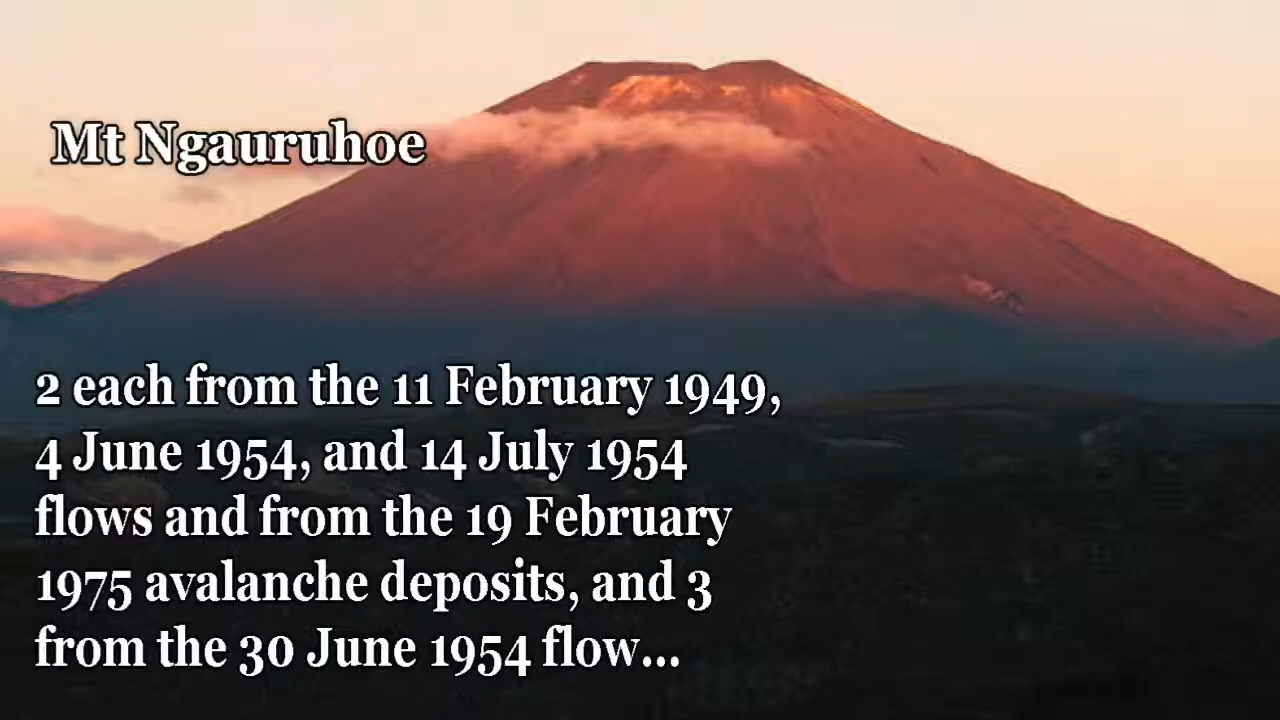 Mt Ngauruhoe
2 each from the 11 February 1949,
4 June 1954, and 14 July 1954
flows and from the 19 February
1975 avalanche deposits, and 3
from the 30 June 1954 flow...